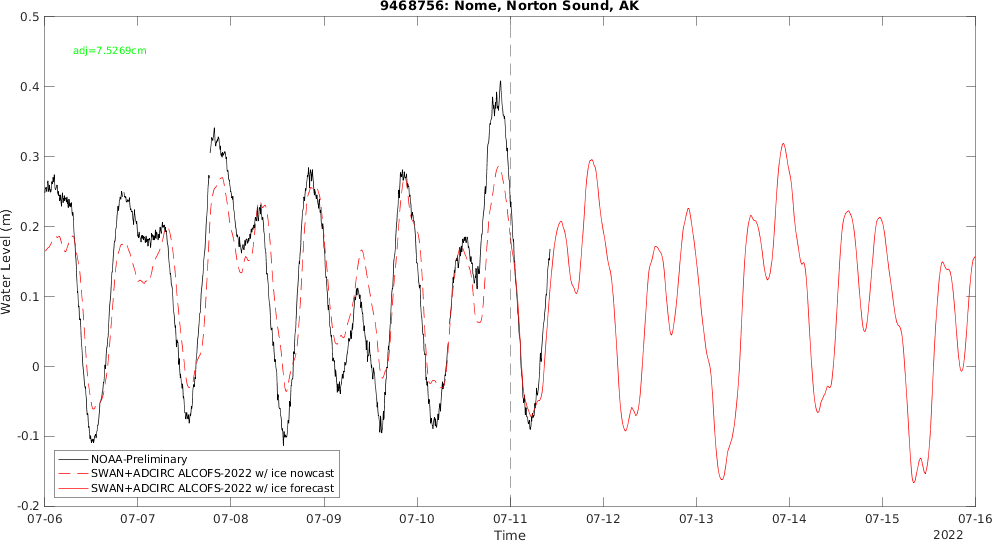 9468756: Nome, Norton Sound, AK
0.5
adj=7.5269cm
0.4
0.3
0.2
Water Level (m)
0.1
0
-0.1
NOAA-Preliminary
SWAN+ADCIRC ALCOFS-2022 w/ ice nowcast
SWAN+ADCIRC ALCOFS-2022 w/ ice forecast
-0.2
07-06 07-07 07-08 07-09 07-10 07-11 07-12 07-13 07-14 07-15 07-16
Time
2022